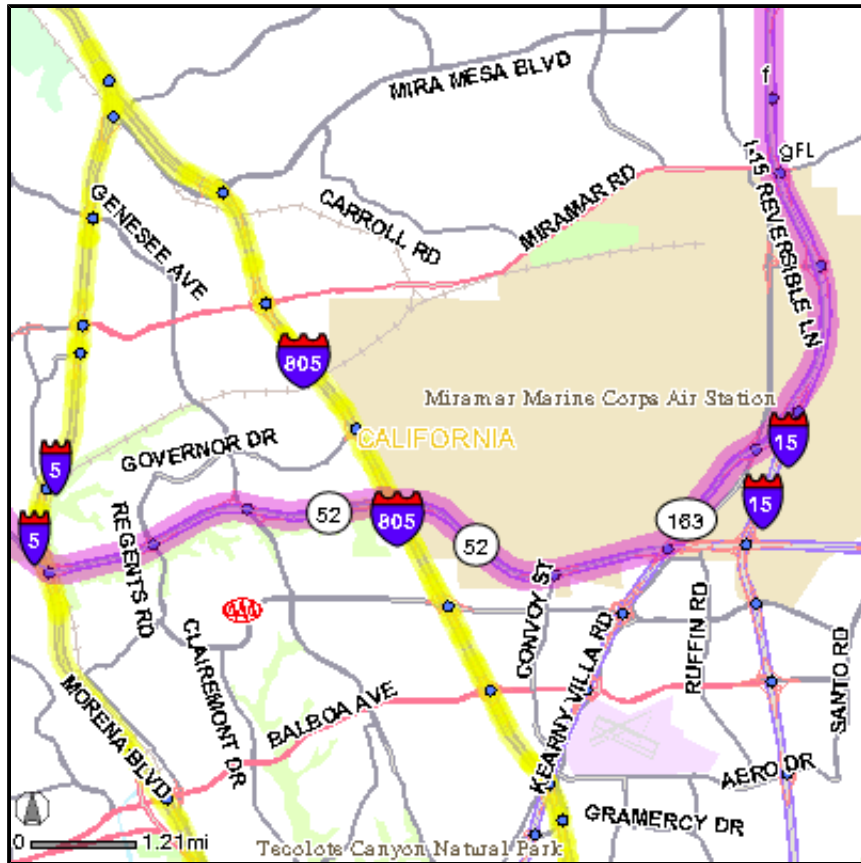 MIRA MESA BLVD
f
gFL
I-15 REVERSIBLE LN
GENESEE AVE
CARROLL RD
MIRAMAR RD
805
Miramar Marine Corps Air Station
CALIFORNIA
GOVERNOR DR
5
15
15
5
52
805
163
52
REGENTS RD
CONVOY ST
AAA
KEARNY VILLA RD
RUFFIN RD
SANTO RD
CLAIREMONT DR
BALBOA AVE
MORENA BLVD
AERO DR
GRAMERCY DR
0 1.21mi
Tecolote Canyon Natural Park